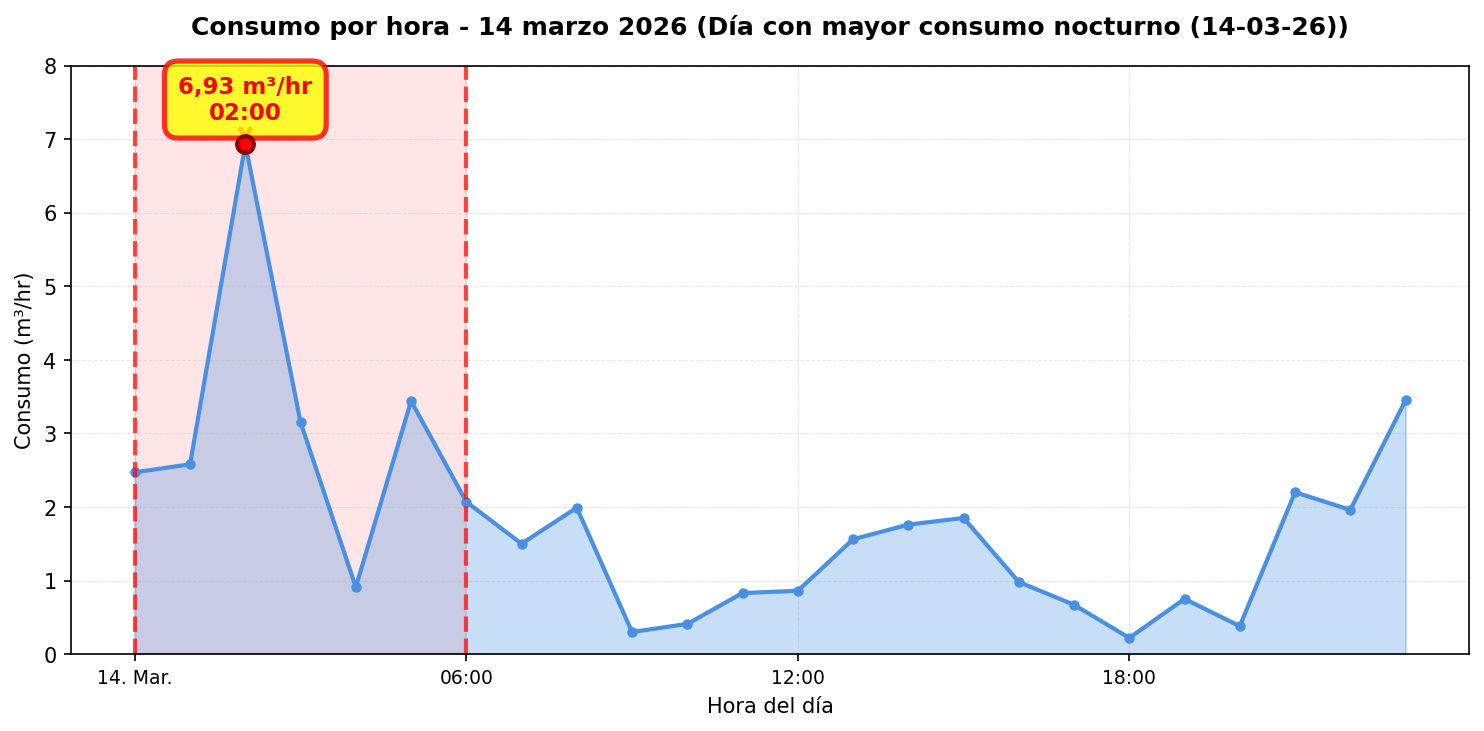 Consumo por hora - 14 marzo 2026 (Día con mayor consumo nocturno (14-03-26))
6,93 m³/hr
02:00
Consumo (m³/hr)
8
7
6
5
4
3
2
1
0
14. Mar.
06:00
12:00
18:00
Hora del día